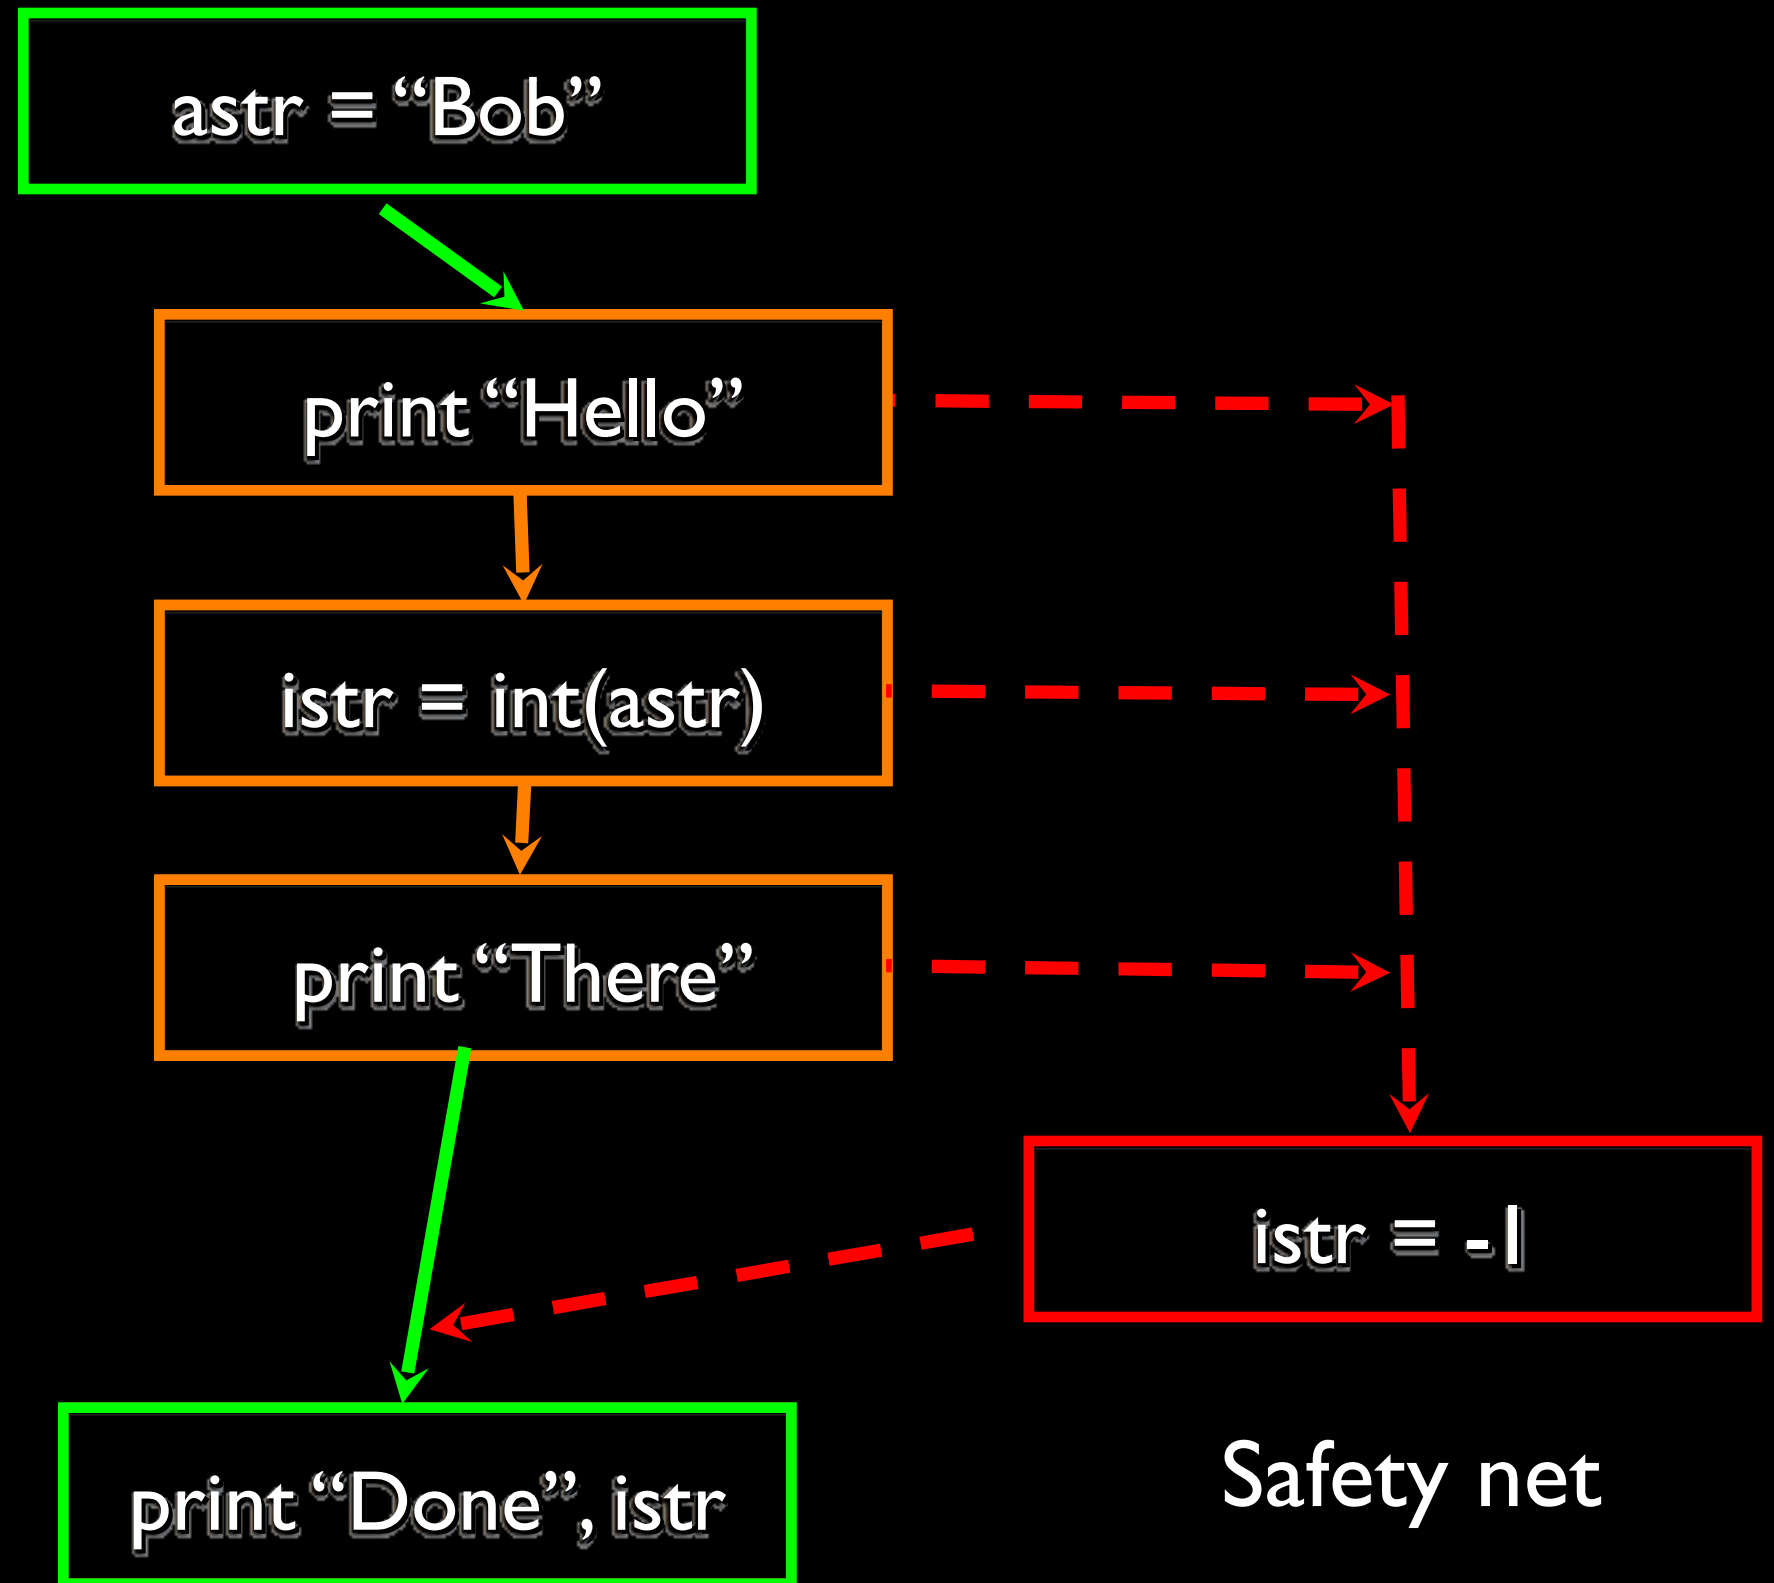 astr = “Bob”
print “Hello”
istr = int(astr)
print “There”
istr = -1
print “Done”, istr
Safety net